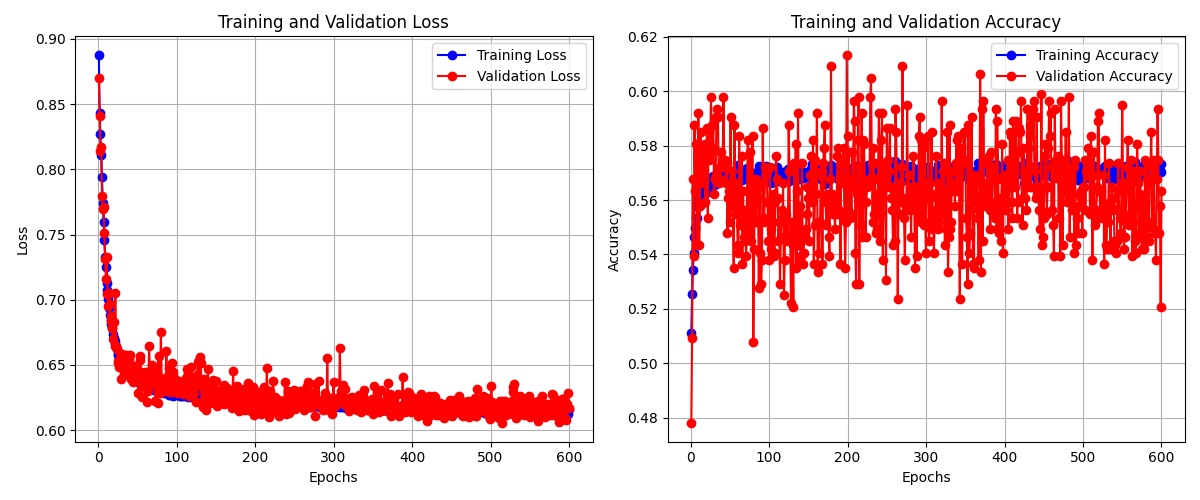 Training and Validation Loss
0.90
0.85
0.80
0.75
0.70
0.65
0.60
Loss
Training Loss
Validation Loss
0 100 200 300 400 500 600
Epochs
Training and Validation Accuracy
0.62
0.60
0.58
0.56
0.54
0.52
0.50
0.48
Accuracy
Training Accuracy
Validation Accuracy
0 100 200 300 400 500 600
Epochs